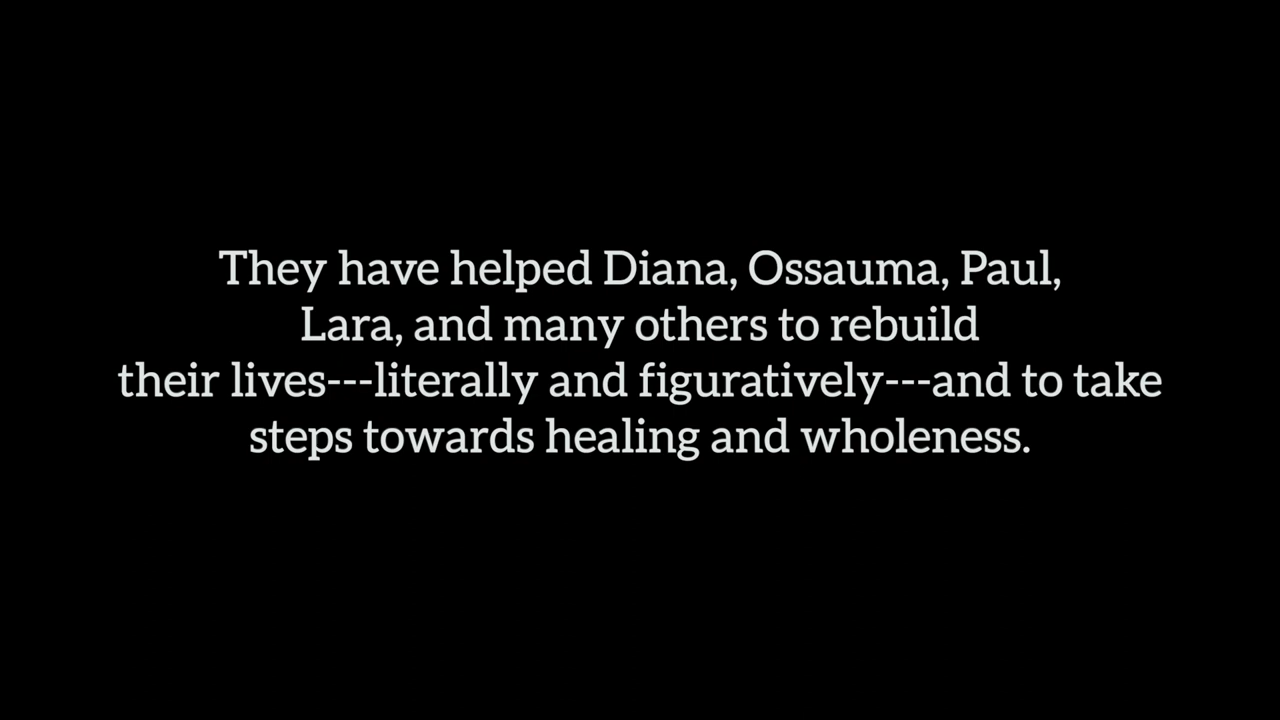 They have helped Diana, Ossauma, Paul,
Lara, and many others to rebuild
their lives---literally and figuratively---and to take
steps towards healing and wholeness.